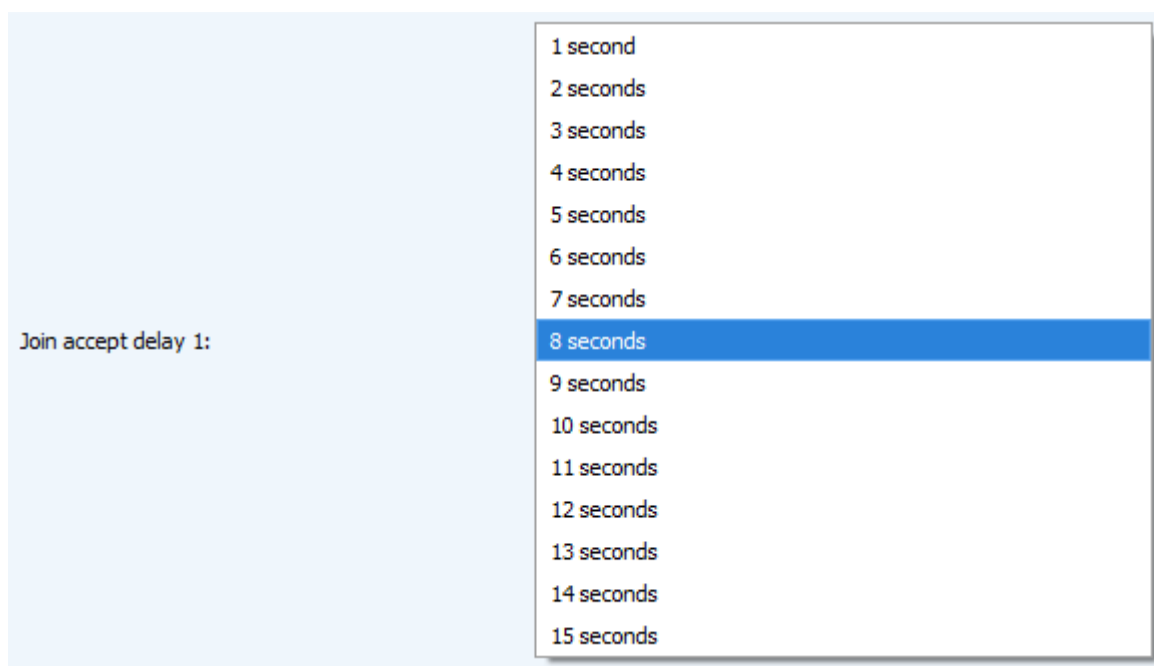 1 second
2 seconds
3 seconds
4 seconds
5 seconds
6 seconds
7 seconds
Join accept delay 1:
8 seconds
9 seconds
10 seconds
11 seconds
12 seconds
13 seconds
14 seconds
15 seconds